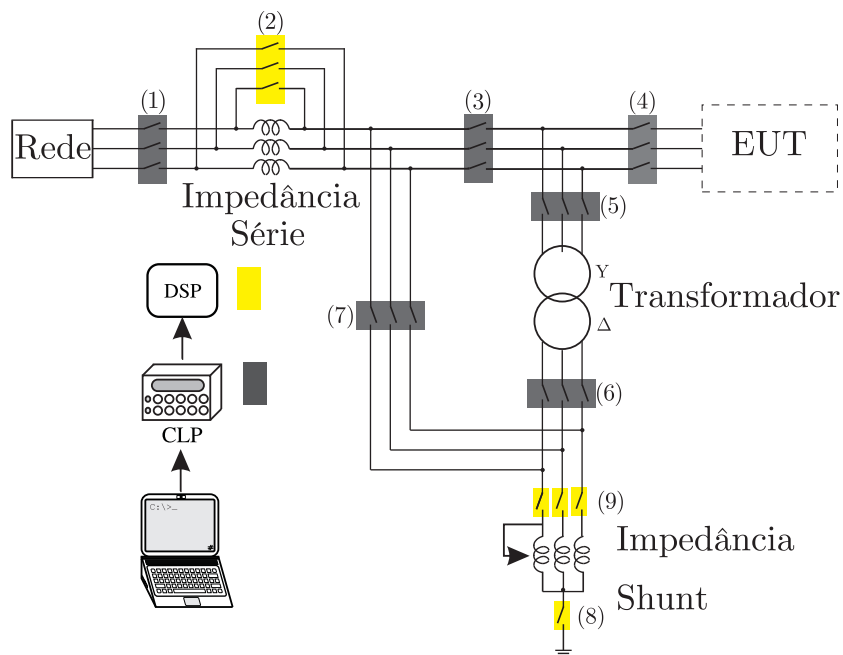 (2)
(1)
(3)
(4)
Rede
EUT
Impedância
Série
(5)
DSP
Y
Transformador
(7)
Δ
(6)
CLP
C:\>_
(9)
Impedância
Shunt
(8)